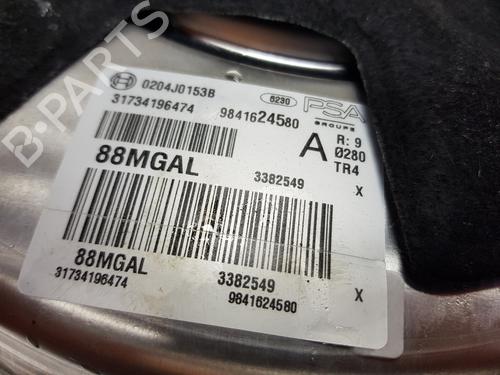 B-PARTS
0204J0153B
6230
PSA
GROUPE
31734196474
9841624580
A
R: 9
Ø280
TR4
88MGAL
3382549
X
88MGAL
3382549
X
31734196474
9841624580